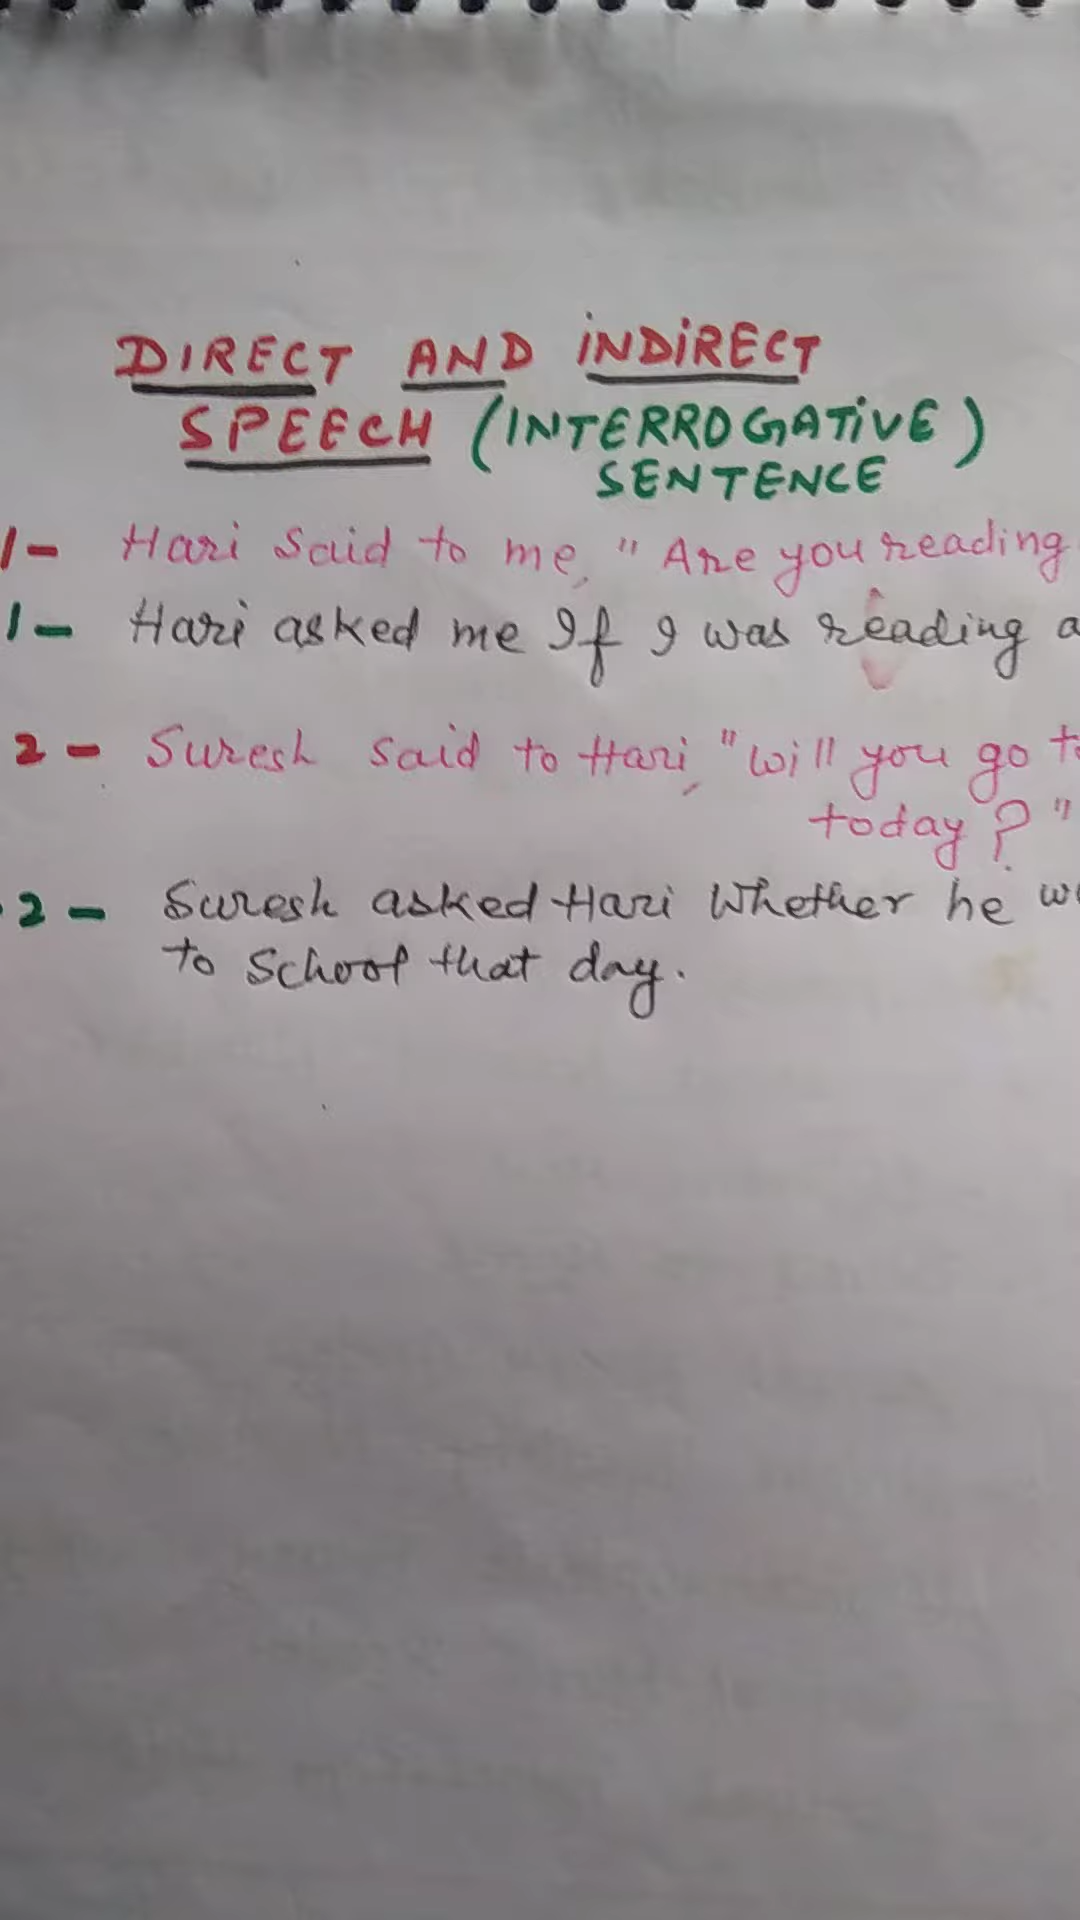 DIRECT AND INDIRECT
SPEECH (INTERROGATIVE)
SENTENCE
1- Hari Said to me, "Are you reading
1- Hari asked me If I was reading a
2- Suresh said to Hari, "will you go to
today?"
2- Suresh asked Hari Whether he
to School that day.